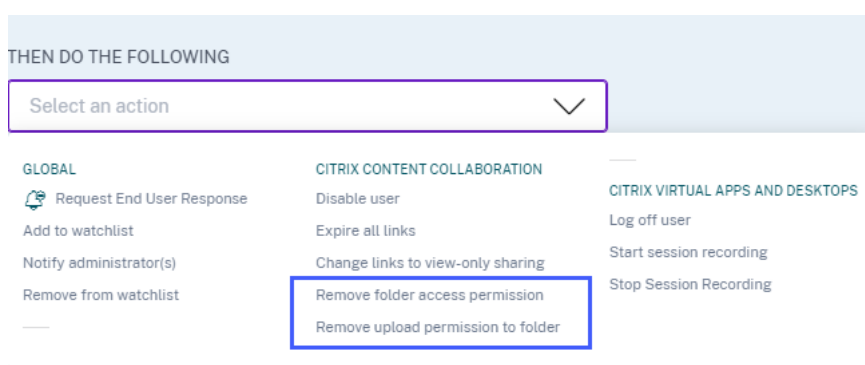 THEN DO THE FOLLOWING
Select an action
GLOBAL
Request End User Response
Add to watchlist
Notify administrator(s)
Remove from watchlist
CITRIX CONTENT COLLABORATION
Disable user
Expire all links
Change links to view-only sharing
Remove folder access permission
Remove upload permission to folder
CITRIX VIRTUAL APPS AND DESKTOPS
Log off user
Start session recording
Stop Session Recording